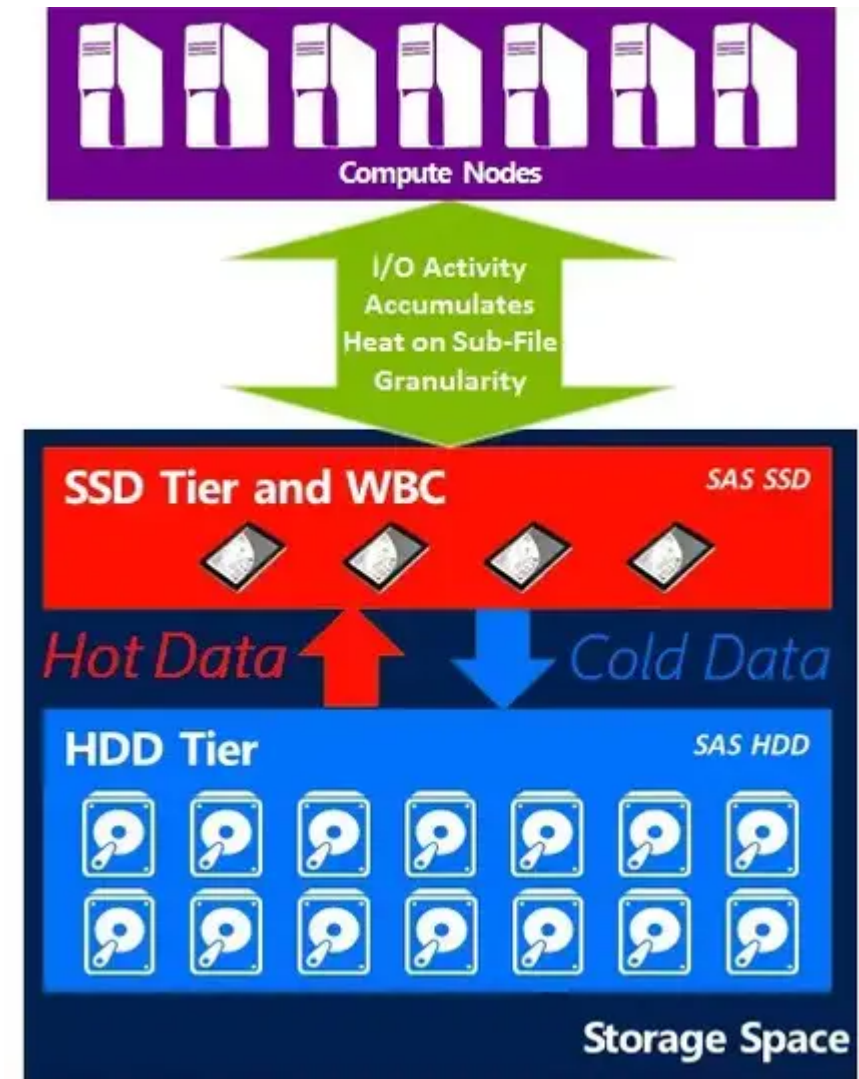 Compute Nodes
I/O Activity
Accumulates
Heat on Sub-File
Granularity
SSD Tier and WBC
SAS SSD
Hot Data
Cold Data
HDD Tier
SAS HDD
Storage Space